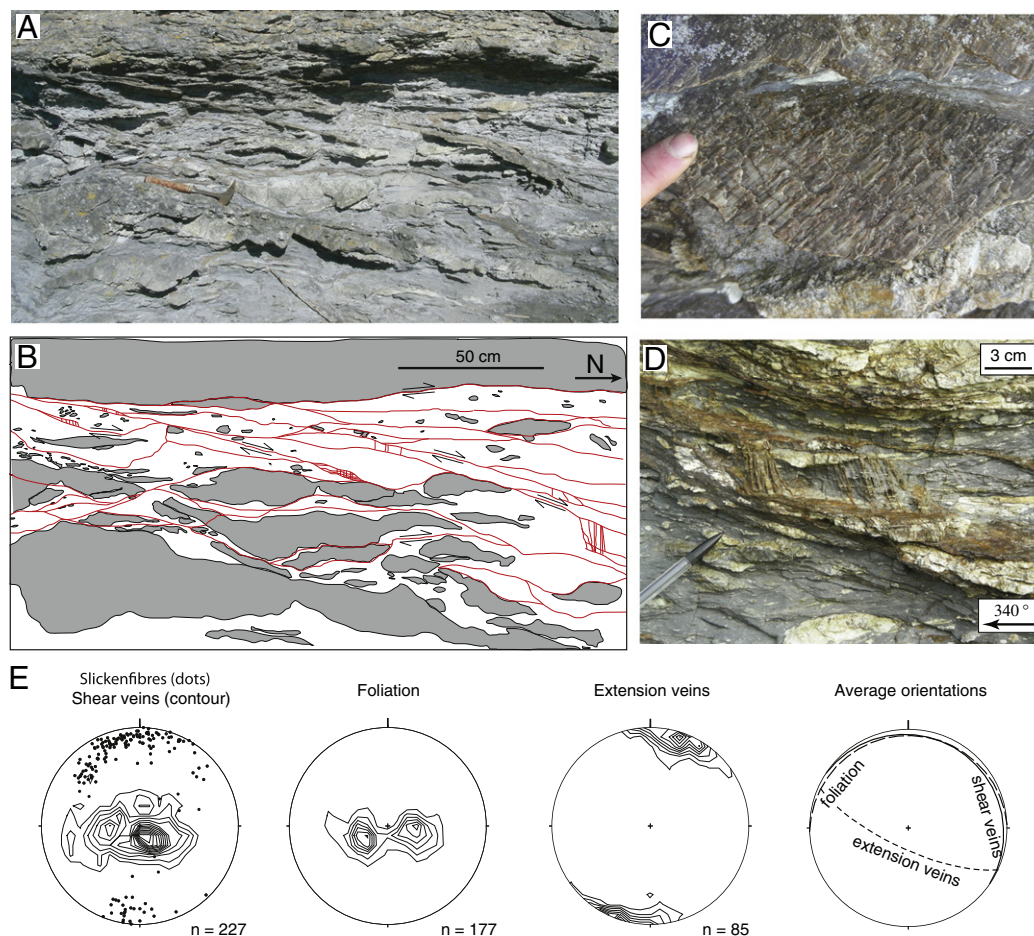 A
C
B
50 cm
N
D
3 cm
340 °
E
Slickenfibres (dots)
Shear veins (contour)
Foliation
Extension veins
Average orientations
foliation
shear veins
extension veins
n = 227
n = 177
n = 85